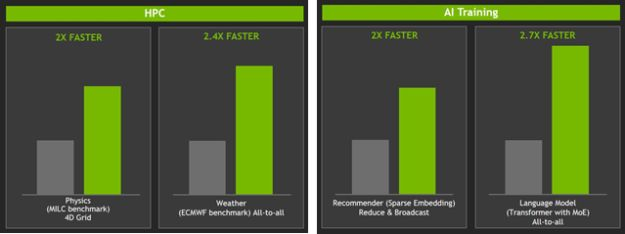 HPC
2X FASTER
Physics
(MILC benchmark)
4D Grid
2.4X FASTER
Weather
(ECMWF benchmark) All-to-all
AI Training
2X FASTER
Recommender (Sparse Embedding)
Reduce & Broadcast
2.7X FASTER
Language Model
(Transformer with MoE)
All-to-all